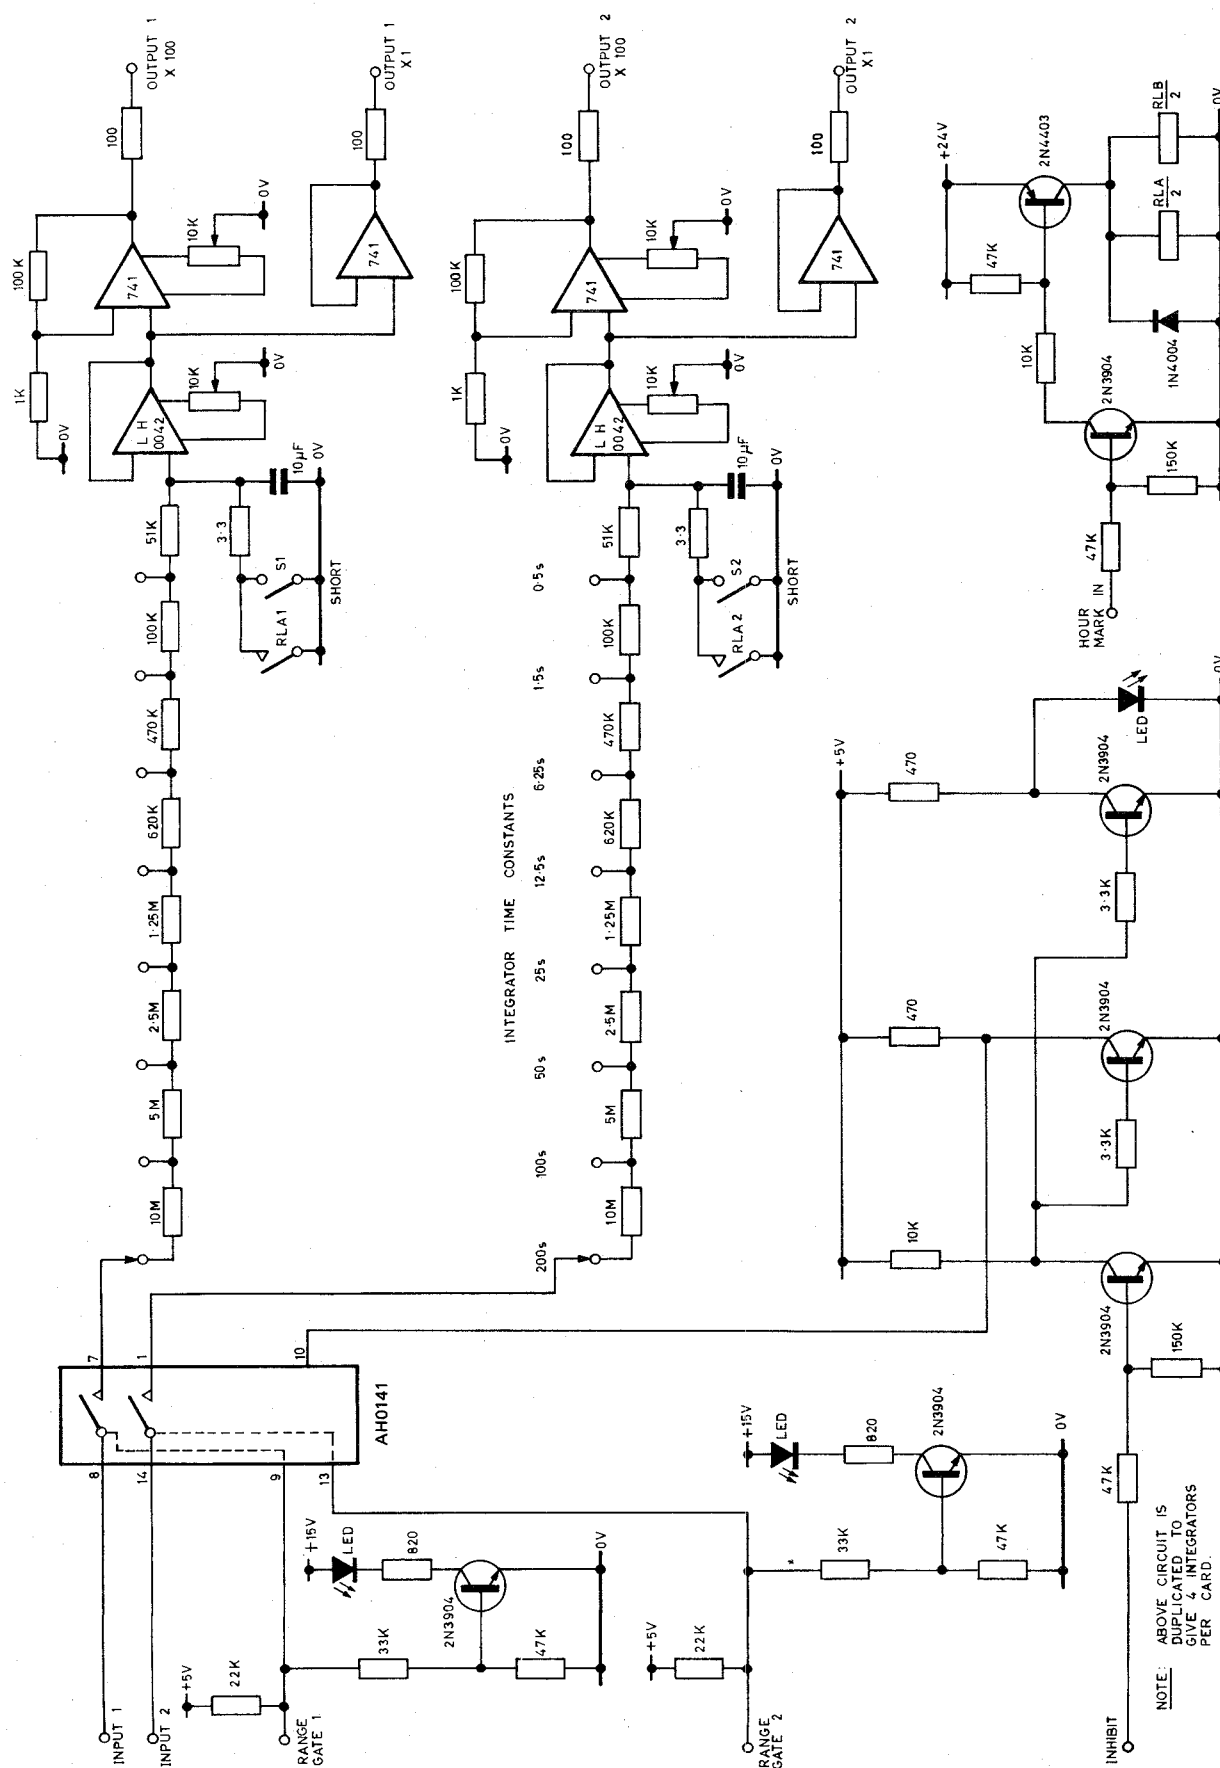 INPUT 1
INPUT 2
+5V
22K
RANGE
GATE 1
8
14
9
13
7
1
10
AH0141
33K
47K
2N3904
+15V
LED
820
0V
10M
5M
2.5M
1.25M
620K
470K
100K
51K
RLA1
S1
3.3
10µF
0V
SHORT
L H
0042
10K
0V
0V
1K
100K
741
10K
0V
100
OUTPUT 1
X 100
741
100
OUTPUT 1
X1
INTEGRATOR TIME CONSTANTS
200s
100s
50s
25s
12.5s
6.25s
1.5s
0.5s
10M
5M
2.5M
1.25M
620K
470K
100K
51K
RLA2
S2
3.3
10µF
0V
SHORT
L H
0042
10K
0V
0V
1K
100K
741
10K
0V
100
OUTPUT 2
X 100
741
100
OUTPUT 2
X1
RANGE
GATE 2
+5V
22K
*
33K
47K
2N3904
+15V
LED
820
0V
INHIBIT
47K
150K
2N3904
10K
+5V
3.3K
470
2N3904
3.3K
470
2N3904
LED
0V
HOUR
MARK IN
47K
150K
2N3904
10K
47K
+24V
2N4403
1N4004
RLA
2
RLB
2
0V
NOTE: ABOVE CIRCUIT IS
DUPLICATED TO
GIVE 4 INTEGRATORS
PER CARD.